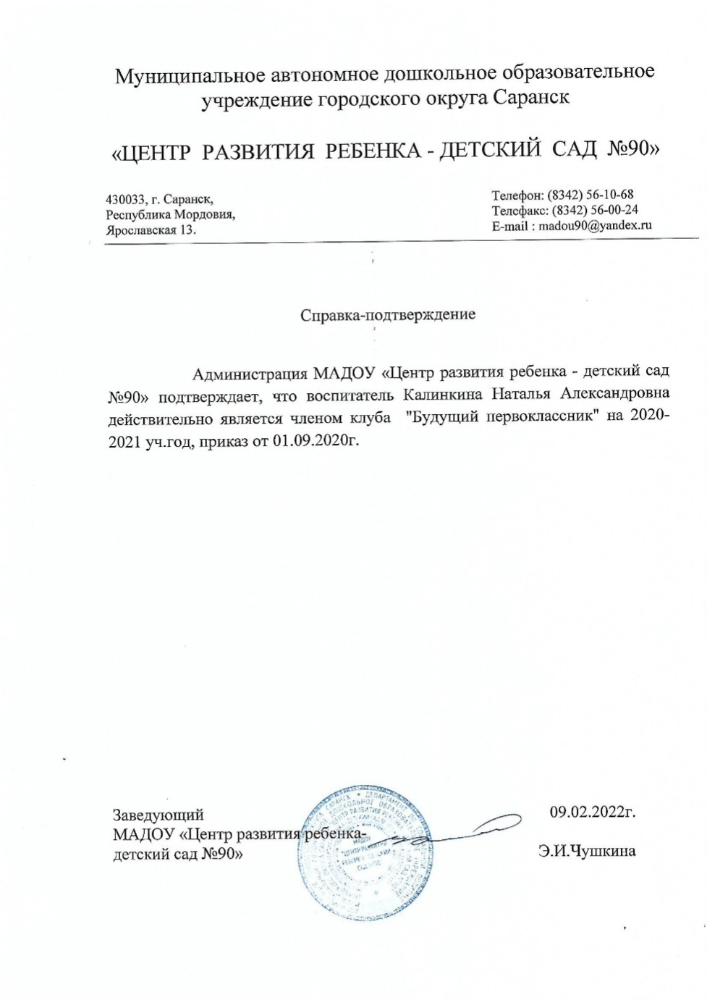 Муниципальное автономное дошкольное образовательное
учреждение городского округа Саранск
«ЦЕНТР РАЗВИТИЯ РЕБЕНКА - ДЕТСКИЙ САД №90»
430033, г. Саранск,
Республика Мордовия,
Ярославская 13.
Телефон: (8342) 56-10-68
Телефакс: (8342) 56-00-24
E-mail : madou90@yandex.ru
Справка-подтверждение
Администрация МАДОУ «Центр развития ребенка - детский сад
№90» подтверждает, что воспитатель Калинкина Наталья Александровна
действительно является членом клуба "Будущий первоклассник" на 2020-
2021 уч.год, приказ от 01.09.2020г.
Заведующий
МАДОУ «Центр развития ребенка-
детский сад №90»
09.02.2022г.
Э.И.Чушкина